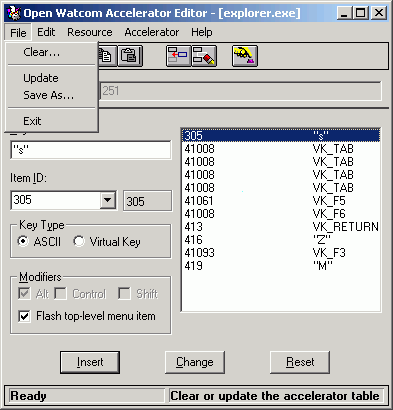 Open Watcom Accelerator Editor - [explorer.exe]
File Edit Resource Accelerator Help
Clear...
Update
Save As...
Exit
251
"s"
Item ID:
305 305
Key Type
ASCII Virtual Key
Modifiers
Alt Control Shift
Flash top-level menu item
305 "s"
41008 VK_TAB
41008 VK_TAB
41008 VK_TAB
41008 VK_TAB
41061 VK_F5
41008 VK_F6
413 VK_RETURN
416 "Z"
41093 VK_F3
419 "M"
Insert Change Reset
Ready Clear or update the accelerator table